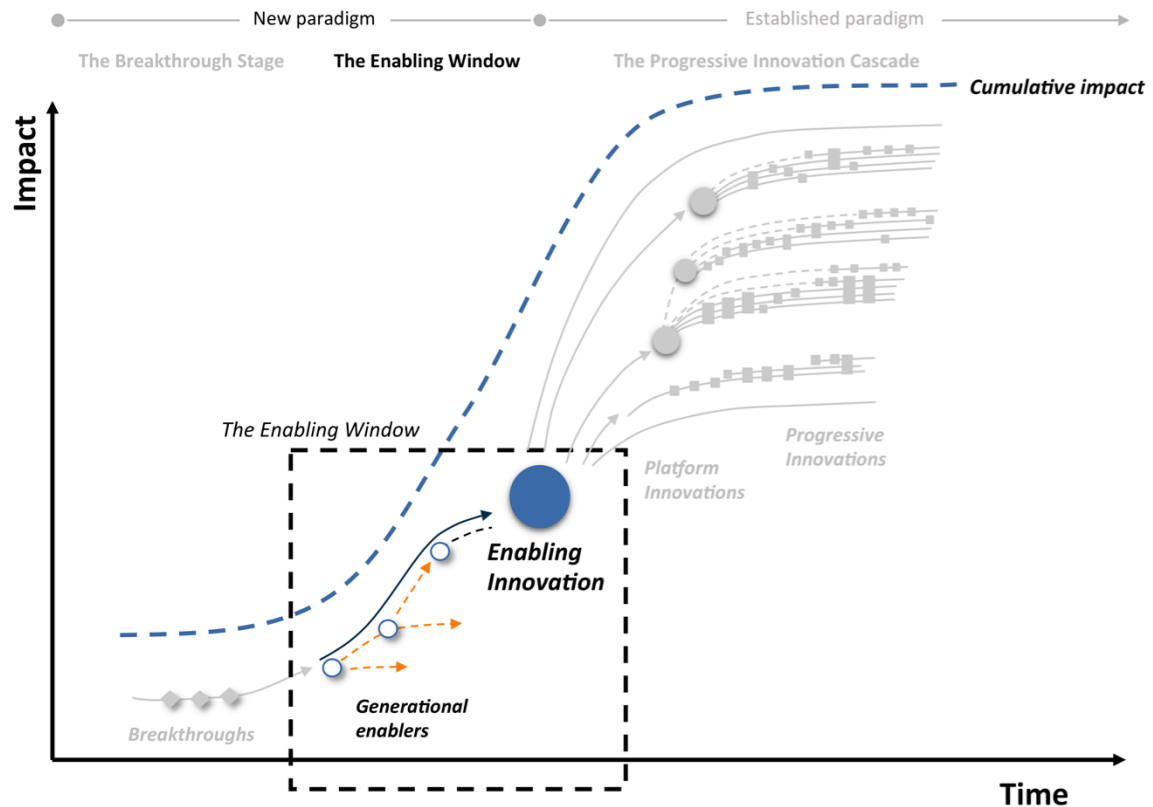 New paradigm
Established paradigm
The Breakthrough Stage
The Enabling Window
The Progressive Innovation Cascade
Cumulative impact
Impact
The Enabling Window
Progressive
Innovations
Platform
Innovations
Enabling
Innovation
Generational
enablers
Breakthroughs
Time